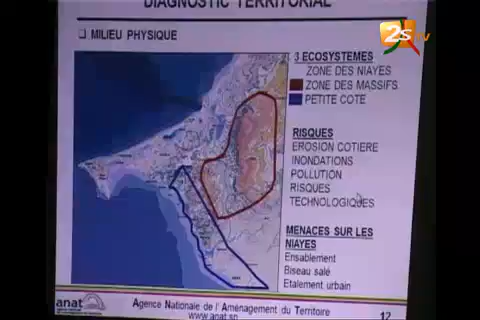 DIAGNOSTIC TERRITORIAL
2s tv
MILIEU PHYSIQUE
3 ECOSYSTEMES
ZONE DES NIAYES
ZONE DES MASSIFS
PETITE COTE
RISQUES
EROSION COTIERE
INONDATIONS
POLLUTION
RISQUES
TECHNOLOGIQUES
MENACES SUR LES
NIAYES
Ensablement
Biseau salé
Etalement urbain
anat
Agence Nationale de l'Aménagement du Territoire
www.anat.sn
12